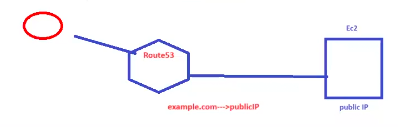 Ec2
Route53
example.com--->publicIP
public IP